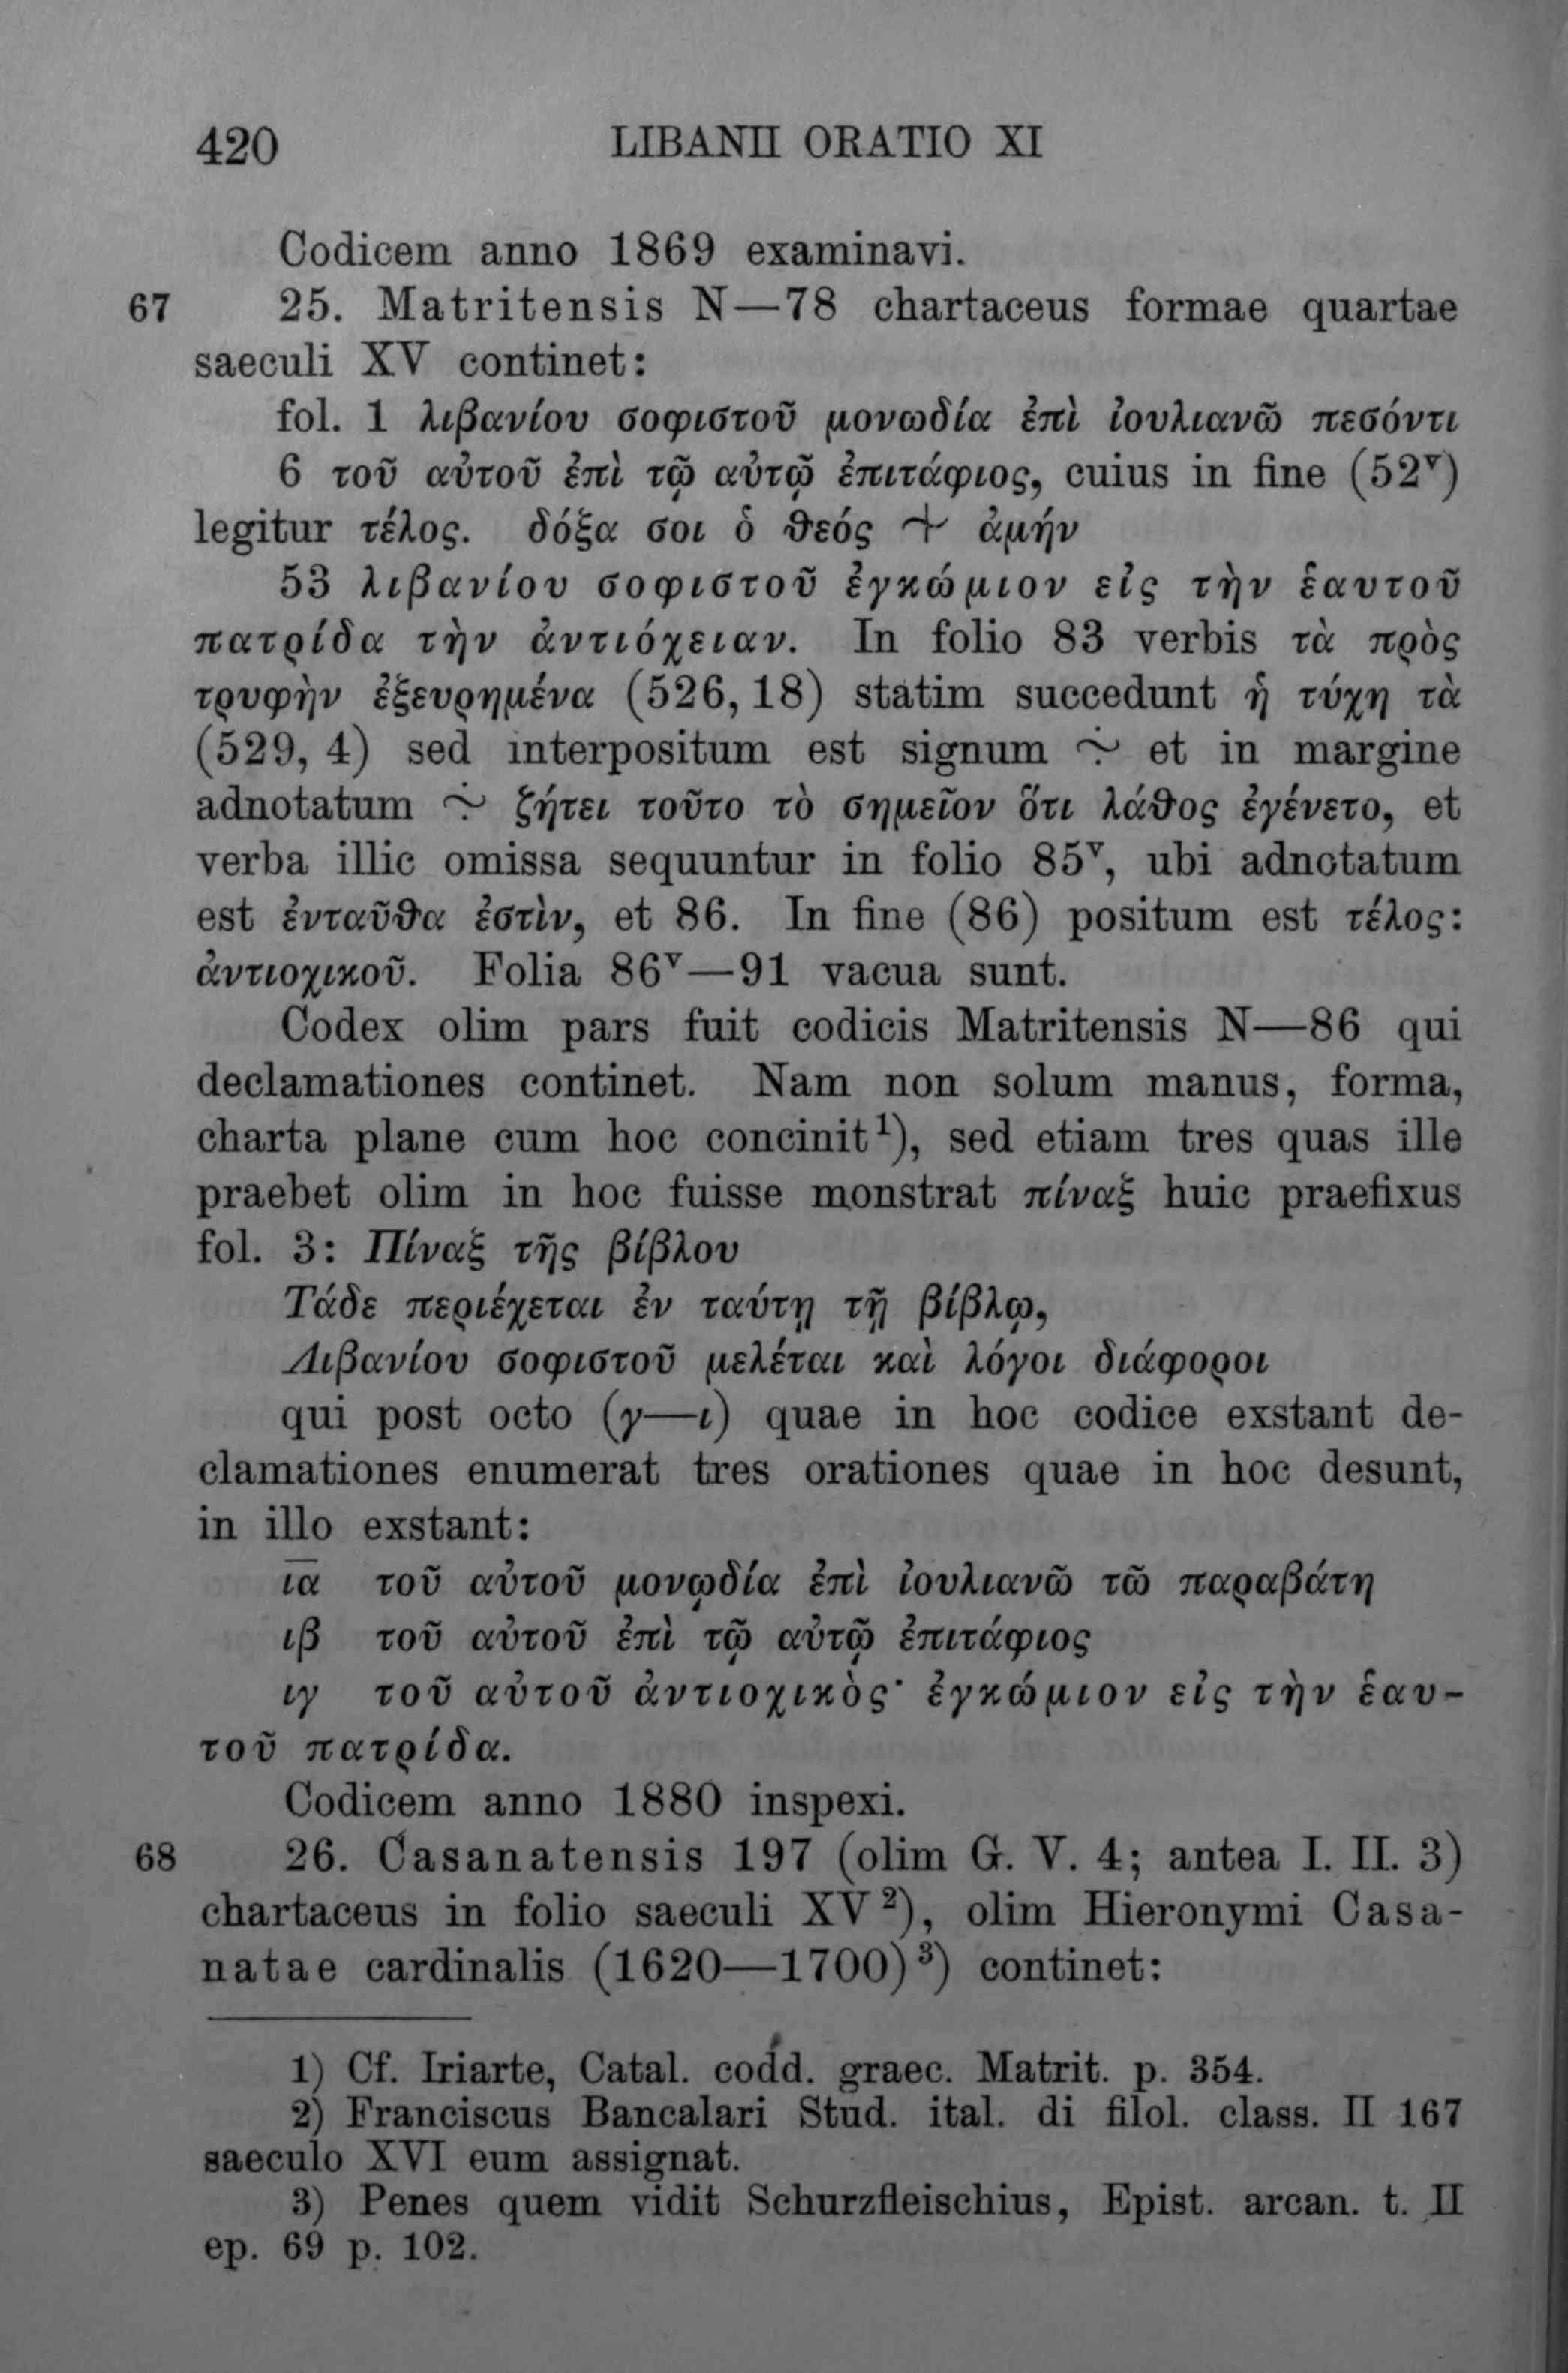 420 LIBANII ORATIO XI
Codicem anno 1869 examinavi.
67 25. Matritensis N—78 chartaceus formae quartae
saeculi XV continet:
fol. 1 λιβανίου σοφιστοῦ μονωδία ἐπὶ ἰουλιανῶ πεσόντι
6 τοῦ αὐτοῦ ἐπὶ τῷ αὐτῷ ἐπιτάφιος, cuius in fine (52ᵛ)
legitur τέλος. δόξα σοι ὁ ϑεός ⁓ ἀμήν
53 λιβανίου σοφιστοῦ ἐγκώμιον εἰς τὴν ἑαυτοῦ
πατρίδα τὴν ἀντιόχειαν. In folio 83 verbis τὰ πρὸς
τρυφὴν ἐξευρημένα (526, 18) statim succedunt ἡ τύχη τὰ
(529, 4) sed interpositum est signum ⁓ et in margine
adnotatum ⁓ ζήτει τοῦτο τὸ σημεῖον ὅτι λάϑος ἐγένετο, et
verba illic omissa sequuntur in folio 85ᵛ, ubi adnotatum
est ἐνταῦϑα ἐστὶν, et 86. In fine (86) positum est τέλος:
ἀντιοχικοῦ. Folia 86ᵛ—91 vacua sunt.
Codex olim pars fuit codicis Matritensis N—86 qui
declamationes continet. Nam non solum manus, forma,
charta plane cum hoc concinit¹), sed etiam tres quas ille
praebet olim in hoc fuisse monstrat πίναξ huic praefixus
fol. 3: Πίναξ τῆς βίβλου
Τάδε περιέχεται ἐν ταύτῃ τῇ βίβλῳ,
Λιβανίου σοφιστοῦ μελέται καὶ λόγοι διάφοροι
qui post octo (γ—ι) quae in hoc codice exstant de-
clamationes enumerat tres orationes quae in hoc desunt,
in illo exstant:
ια τοῦ αὐτοῦ μονῳδία ἐπὶ ἰουλιανῶ τῶ παραβάτη
ιβ τοῦ αὐτοῦ ἐπὶ τῷ αὐτῷ ἐπιτάφιος
ιγ τοῦ αὐτοῦ ἀντιοχικὸς· ἐγκώμιον εἰς τὴν ἑαυ-
τοῦ πατρίδα.
Codicem anno 1880 inspexi.
68 26. Casanatensis 197 (olim G. V. 4; antea I. II. 3)
chartaceus in folio saeculi XV²), olim Hieronymi Casa-
natae cardinalis (1620—1700)³) continet:
1) Cf. Iriarte, Catal. codd. graec. Matrit. p. 354.
2) Franciscus Bancalari Stud. ital. di filol. class. II 167
saeculo XVI eum assignat.
3) Penes quem vidit Schurzfleischius, Epist. arcan. t. II
ep. 69 p. 102.